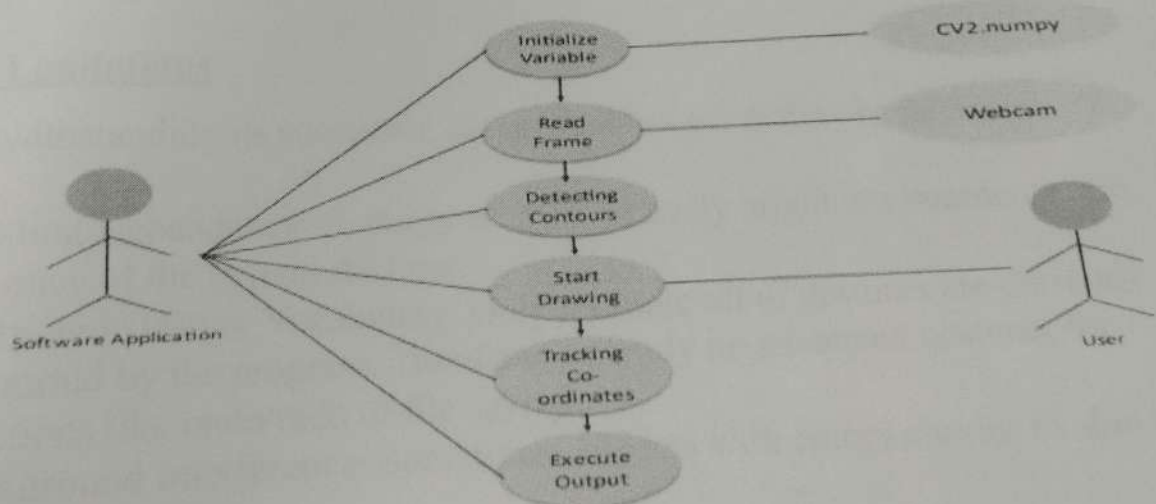 Initialize
Variable
CV2.numpy
Read
Frame
Webcam
Detecting
Contours
Start
Drawing
Software Application
User
Tracking
Co-
ordinates
Execute
Output